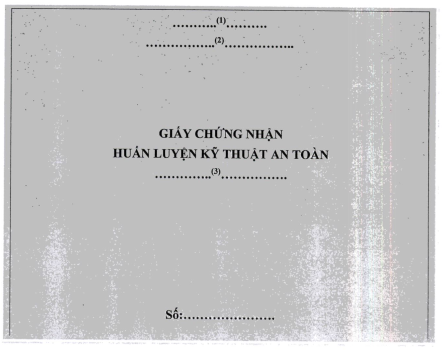 ...........(1)...........
.................(2).................
GIẤY CHỨNG NHẬN
HUẤN LUYỆN KỸ THUẬT AN TOÀN
..............(3)................
Số:......................